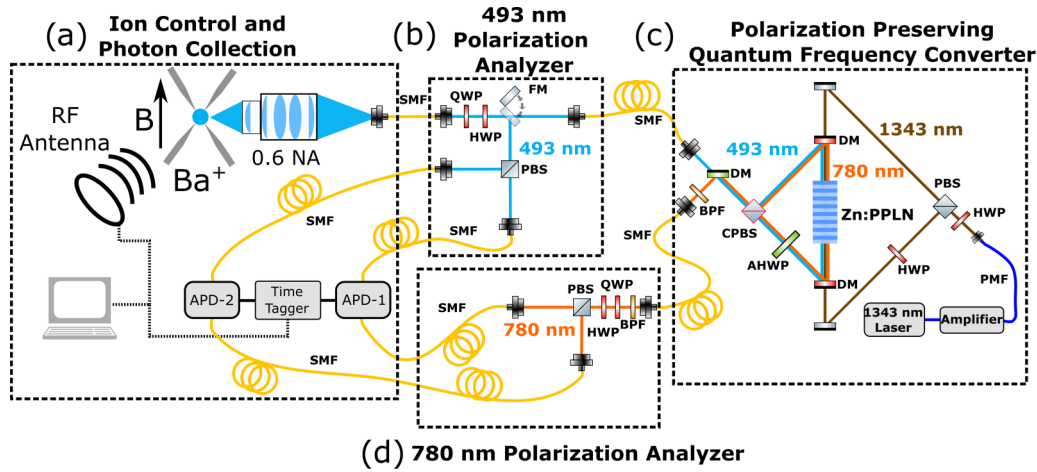 (a)
Ion Control and
Photon Collection
(b)
493 nm
Polarization
Analyzer
(c)
Polarization Preserving
Quantum Frequency Converter
RF
Antenna
B
Ba+
0.6 NA
SMF
QWP
HWP
FM
493 nm
PBS
SMF
SMF
SMF
APD-2
Time
Tagger
APD-1
SMF
SMF
780 nm
PBS
QWP
HWP
BPF
SMF
DM
BPF
493 nm
CPBS
AHWP
DM
780 nm
Zn:PPLN
DM
1343 nm
PBS
HWP
HWP
PMF
1343 nm
Laser
Amplifier
(d)
780 nm Polarization Analyzer